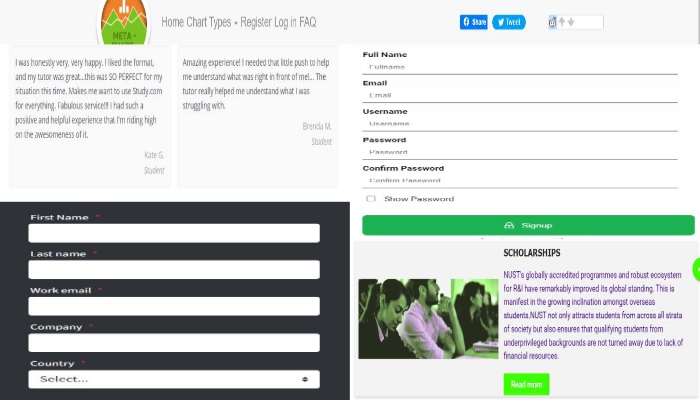 META -
Home Chart Types Register Log in FAQ
Share
Tweet
I was honestly very, very happy. I liked the format,
and my tutor was great...this was SO PERFECT for my
situation this time. Makes me want to use Study.com
for everything. Fabulous service!!! I had such a
positive and helpful experience that I'm riding high
on the awesomeness of it.
Kate G.
Student
Amazing experience! I needed that little push to help
me understand what was right in front of me!... The
tutor really helped me understand what I was
struggling with.
Brenda M.
Student
Full Name
Fullname
Email
Email
Username
Username
Password
Password
Confirm Password
Confirm Password
Show Password
Signup
First Name *
Last name *
Work email *
Company *
Country *
Select...
SCHOLARSHIPS
NUST's globally accredited programmes and robust ecosystem
for R&I have remarkably improved its global standing. This is
manifest in the growing inclination amongst overseas
students.NUST not only attracts students from across all strata
of society but also ensures that qualifying students from
underprivileged backgrounds are not turned away due to lack of
financial resources.
Read more